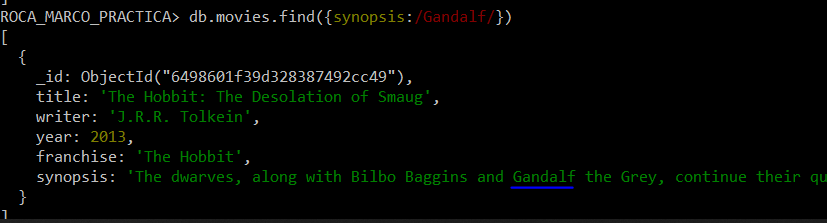 ROCA_MARCO_PRACTICA> db.movies.find({synopsis:/Gandalf/})
[
{
_id: ObjectId("6498601f39d328387492cc49"),
title: 'The Hobbit: The Desolation of Smaug',
writer: 'J.R.R. Tolkein',
year: 2013,
franchise: 'The Hobbit',
synopsis: 'The dwarves, along with Bilbo Baggins and Gandalf the Grey, continue their qu
}
]